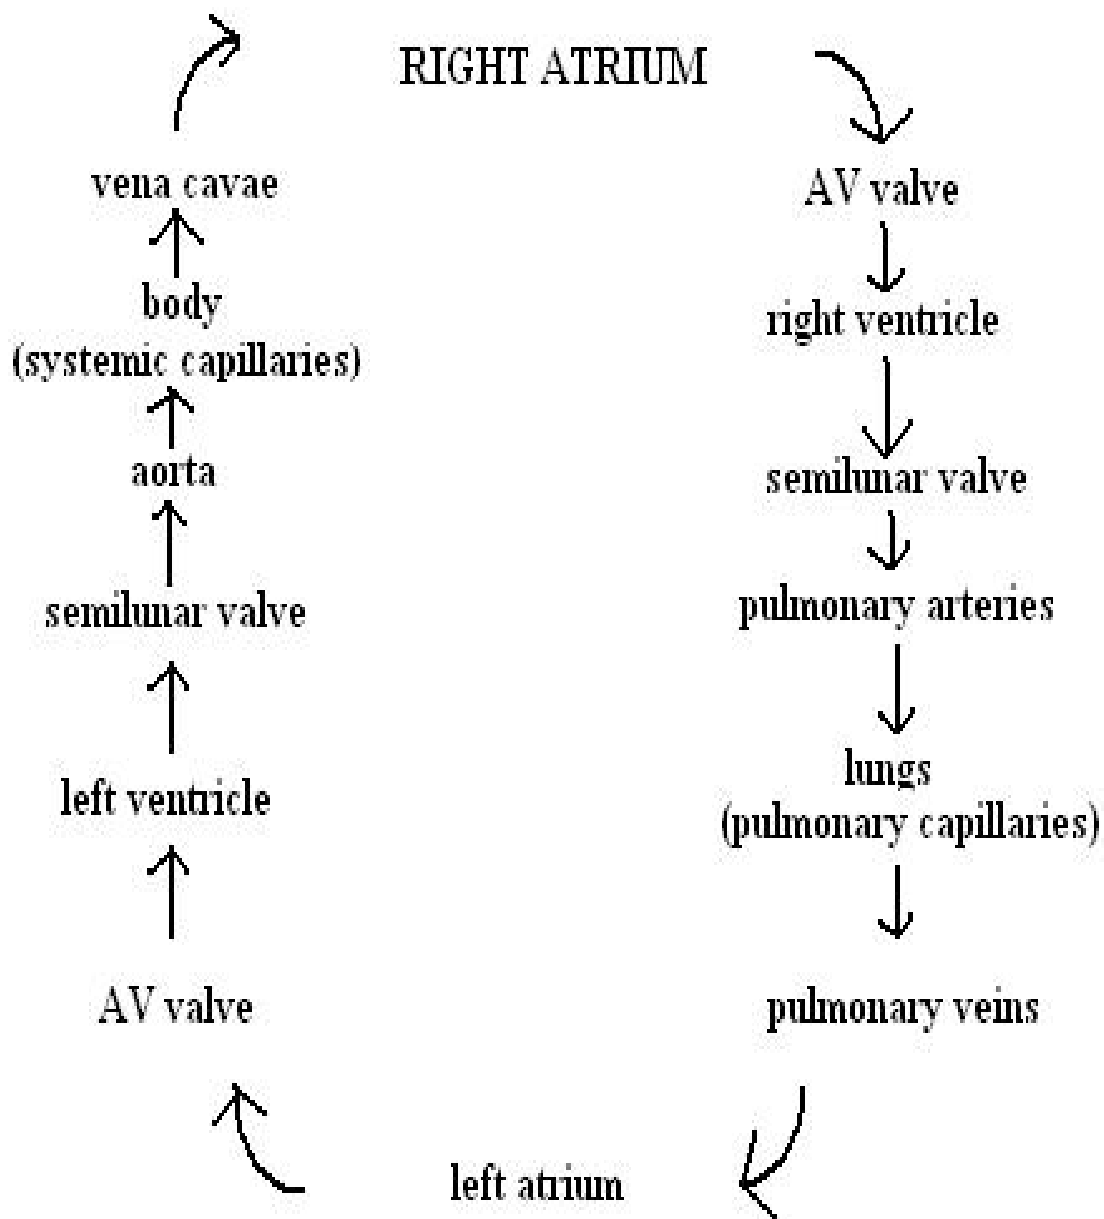 RIGHT ATRIUM
AV valve
right ventricle
semilunar valve
pulmonary arteries
lungs
(pulmonary capillaries)
pulmonary veins
left atrium
AV valve
left ventricle
semilunar valve
aorta
body
(systemic capillaries)
vena cavae